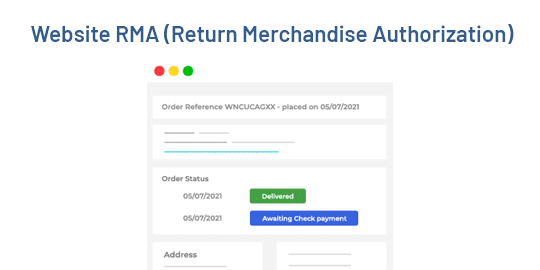 Website RMA (Return Merchandise Authorization)
Order Reference WNCUCAGXX - placed on 05/07/2021
Order Status
05/07/2021 Delivered
05/07/2021 Awaiting Check payment
Address